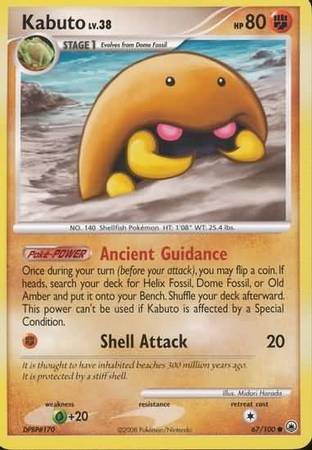 Kabuto LV.38 HP 80
STAGE 1 Evolves from Dome Fossil
NO. 140 Shellfish Pokémon HT: 1'08" WT: 25.4 lbs.
Poké-POWER Ancient Guidance
Once during your turn (before your attack), you may flip a coin. If
heads, search your deck for Helix Fossil, Dome Fossil, or Old
Amber and put it onto your Bench. Shuffle your deck afterward.
This power can't be used if Kabuto is affected by a Special
Condition.
Shell Attack 20
It is thought to have inhabited beaches 300 million years ago.
It is protected by a stiff shell.
Illus. Midori Harada
weakness resistance retreat cost
+20
DPBP#170 ©2008 Pokémon/Nintendo 67/100